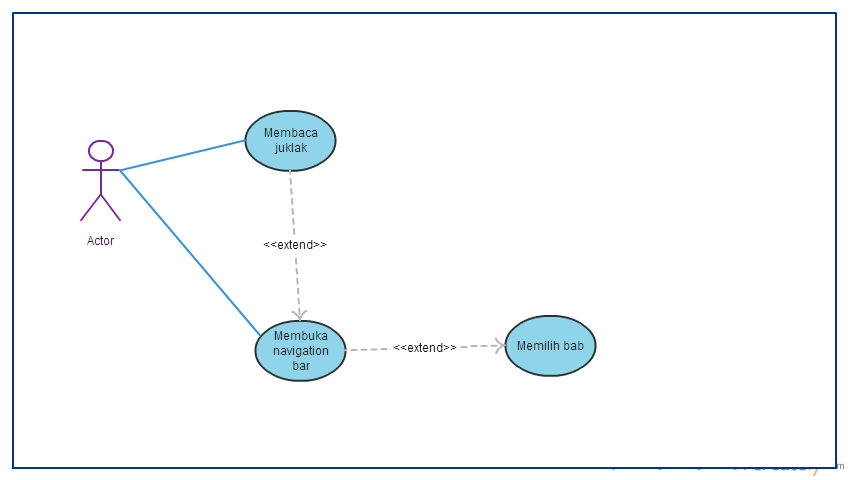 Membaca
juklak
Actor
<<extend>>
Membuka
navigation
bar
<<extend>>
Memilih bab